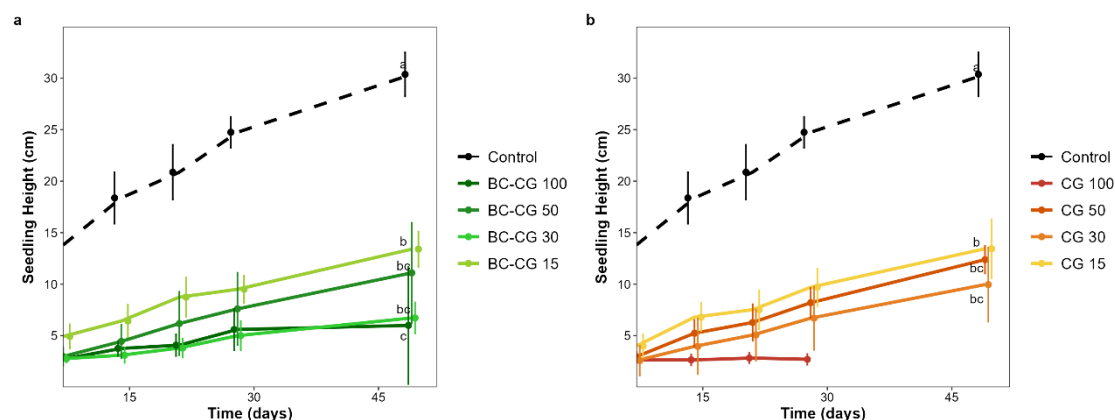 a
Seedling Height (cm)
30
25
20
15
10
5
15
30
45
Time (days)
a
b
bc
bc
c
Control
BC-CG 100
BC-CG 50
BC-CG 30
BC-CG 15
b
Seedling Height (cm)
30
25
20
15
10
5
15
30
45
Time (days)
a
b
bc
bc
Control
CG 100
CG 50
CG 30
CG 15